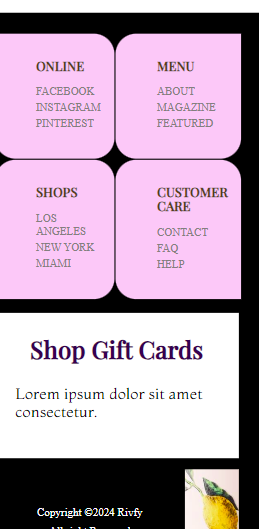 ONLINE
FACEBOOK
INSTAGRAM
PINTEREST
MENU
ABOUT
MAGAZINE
FEATURED
SHOPS
LOS
ANGELES
NEW YORK
MIAMI
CUSTOMER
CARE
CONTACT
FAQ
HELP
Shop Gift Cards
Lorem ipsum dolor sit amet
consectetur.
Copyright ©2024 Rivfy